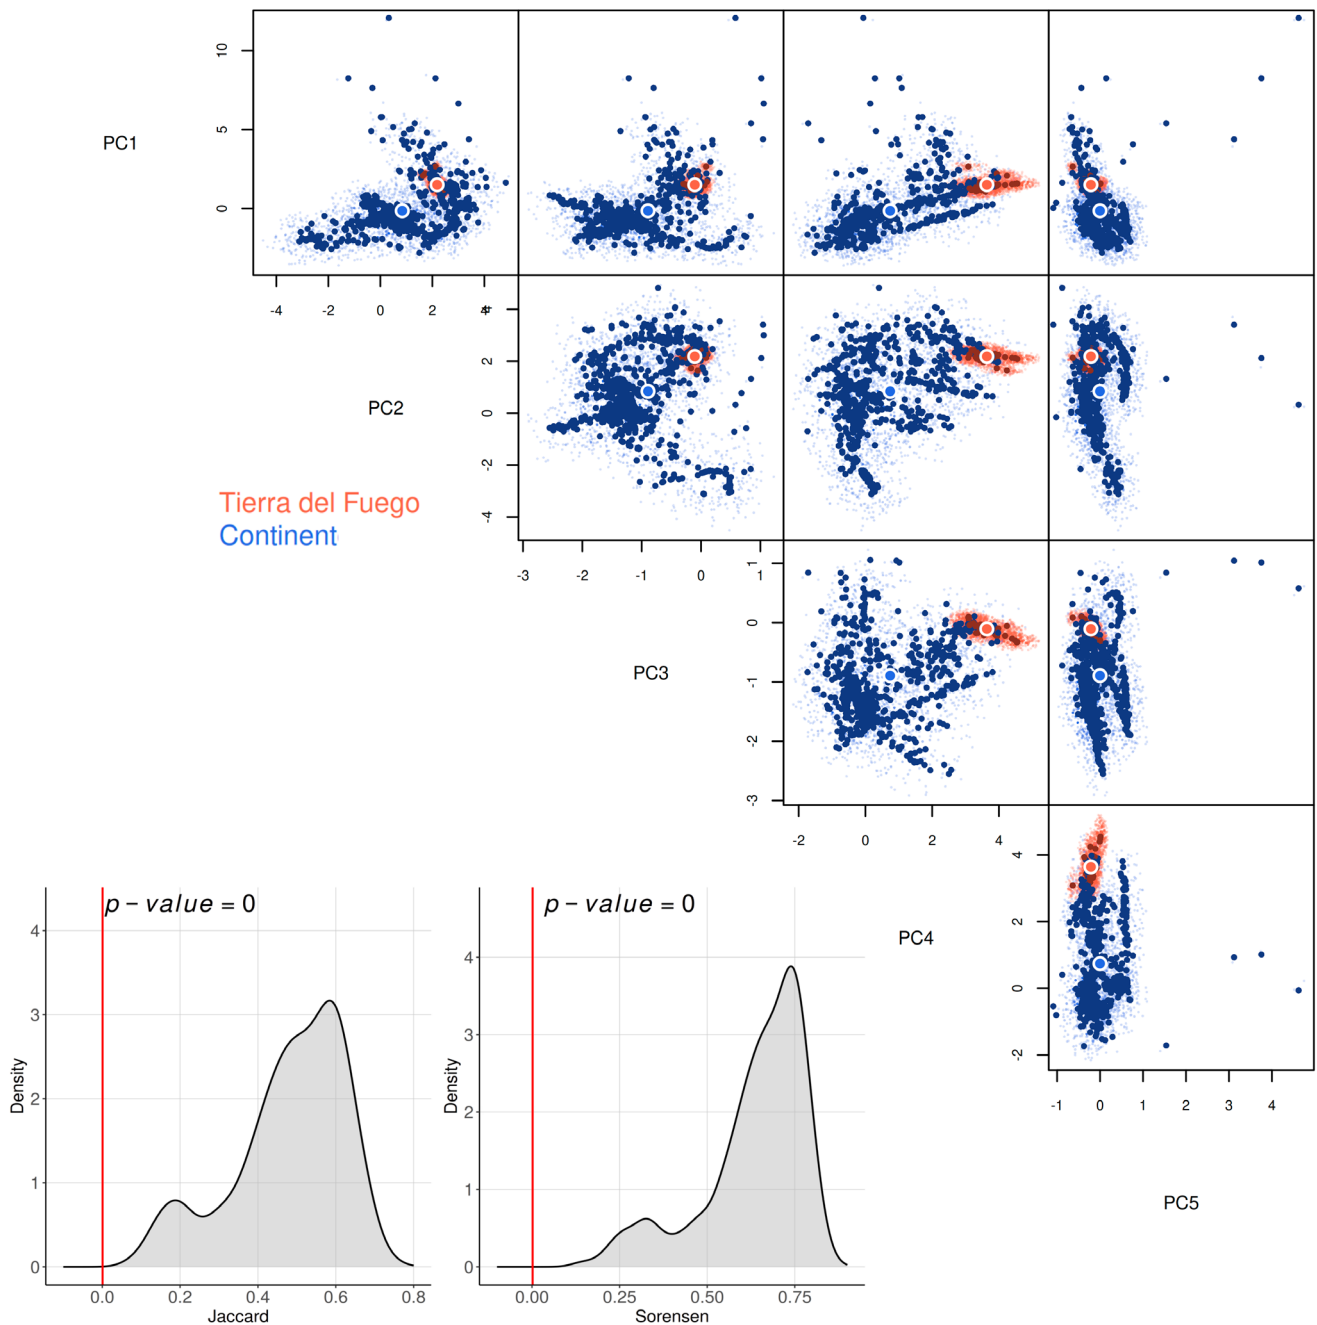 PC1
10
5
0
-4 -2 0 2 4
4
2
0
-2
-4
PC2
Tierra del Fuego
Continent
-3 -2 -1 0 1
1
0
-1
-2
-3
PC3
-2 0 2 4
4
2
0
-2
PC4
-1 0 1 2 3 4
PC5
p - value = 0
4
3
2
1
0
Density
0.0 0.2 0.4 0.6 0.8
Jaccard
p - value = 0
4
3
2
1
0
Density
0.00 0.25 0.50 0.75
Sorensen